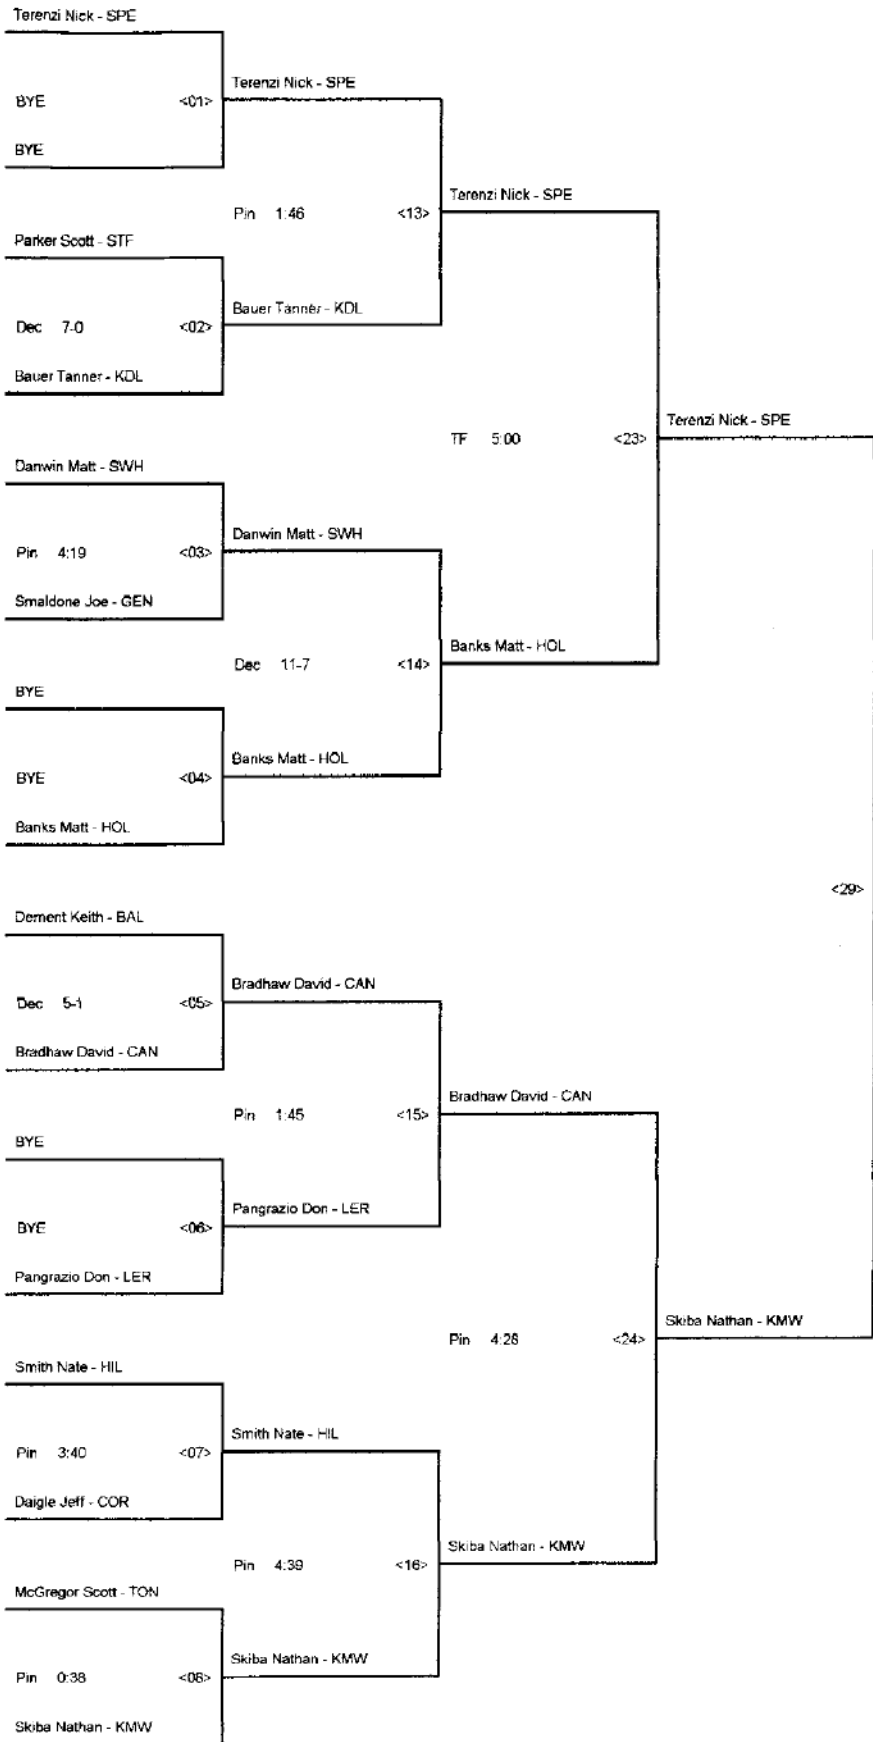 Terenzi Nick - SPE
Terenzi Nick - SPE
BYE <01>
BYE
Terenzi Nick - SPE
Pin 1:46 <13>
Parker Scott - STF
Bauer Tanner - KDL
Dec 7-0 <02>
Bauer Tanner - KDL
Terenzi Nick - SPE
TF 5:00 <23>
Danwin Matt - SWH
Danwin Matt - SWH
Pin 4:19 <03>
Smaldone Joe - GEN
Banks Matt - HOL
Dec 11-7 <14>
BYE
Banks Matt - HOL
BYE <04>
Banks Matt - HOL
<29>
Dement Keith - BAL
Bradhaw David - CAN
Dec 5-1 <05>
Bradhaw David - CAN
Bradhaw David - CAN
Pin 1:45 <15>
BYE
Pangrazio Don - LER
BYE <06>
Pangrazio Don - LER
Skiba Nathan - KMW
Pin 4:28 <24>
Smith Nate - HIL
Smith Nate - HIL
Pin 3:40 <07>
Daigle Jeff - COR
Skiba Nathan - KMW
Pin 4:39 <16>
McGregor Scott - TON
Skiba Nathan - KMW
Pin 0:38 <08>
Skiba Nathan - KMW